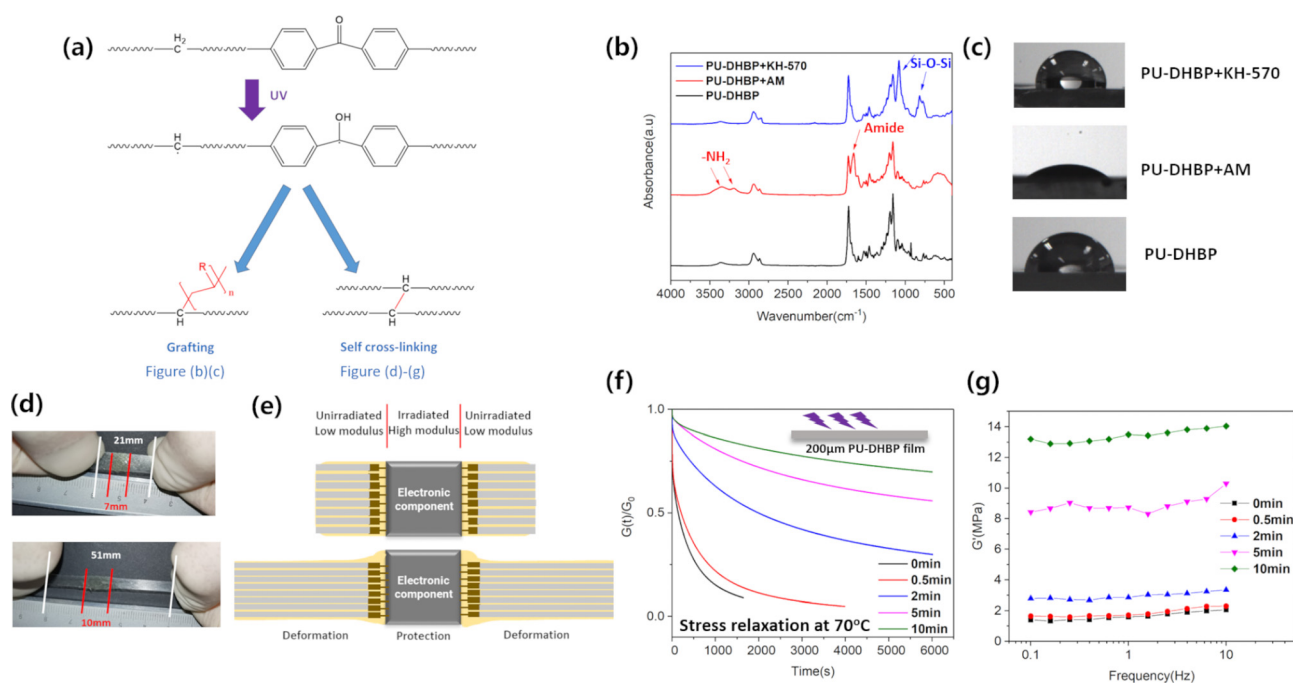 (a)
H2
C
O
UV
OH
C
R
n
C
H
C
H
C
H
Grafting
Self cross-linking
Figure (b)(c)
Figure (d)-(g)
(b)
PU-DHBP+KH-570
PU-DHBP+AM
PU-DHBP
Si-O-Si
Amide
-NH2
Absorbance(a.u)
4000 3500 3000 2500 2000 1500 1000 500
Wavenumber(cm-1)
(c)
PU-DHBP+KH-570
PU-DHBP+AM
PU-DHBP
(d)
21mm
7mm
51mm
10mm
(e)
Unirradiated Irradiated Unirradiated
Low modulus High modulus Low modulus
Electronic
component
Electronic
component
Deformation Protection Deformation
(f)
1.0
0.5
0.0
G(t)/G0
200μm PU-DHBP film
0min
0.5min
2min
5min
10min
Stress relaxation at 70°C
0 1000 2000 3000 4000 5000 6000
Time(s)
(g)
14
12
10
8
6
4
2
0
G'(MPa)
0min
0.5min
2min
5min
10min
0.1 1 10
Frequency(Hz)